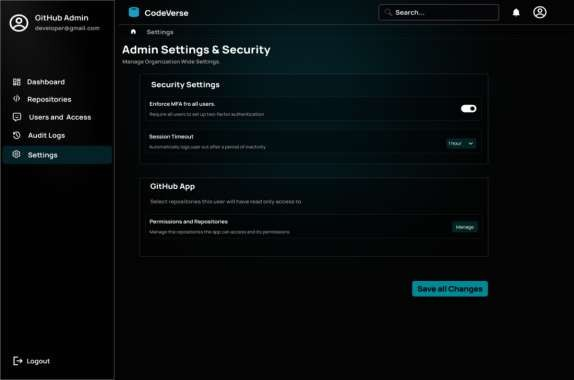 GitHub Admin
developer@gmail.com
Dashboard
Repositories
Users and Access
Audit Logs
Settings
Logout
CodeVerse
Search...
Settings
Admin Settings & Security
Manage Organization Wide Settings.
Security Settings
Enforce MFA fro all users.
Require all users to set up two-factor authentication
Session Timeout
Automatically logs user out after a period of inactivity
1 hour
GitHub App
Select repositories this user will have read only access to
Permissions and Repositories
Manage the repositories the app can access and its permissions
Manage
Save all Changes